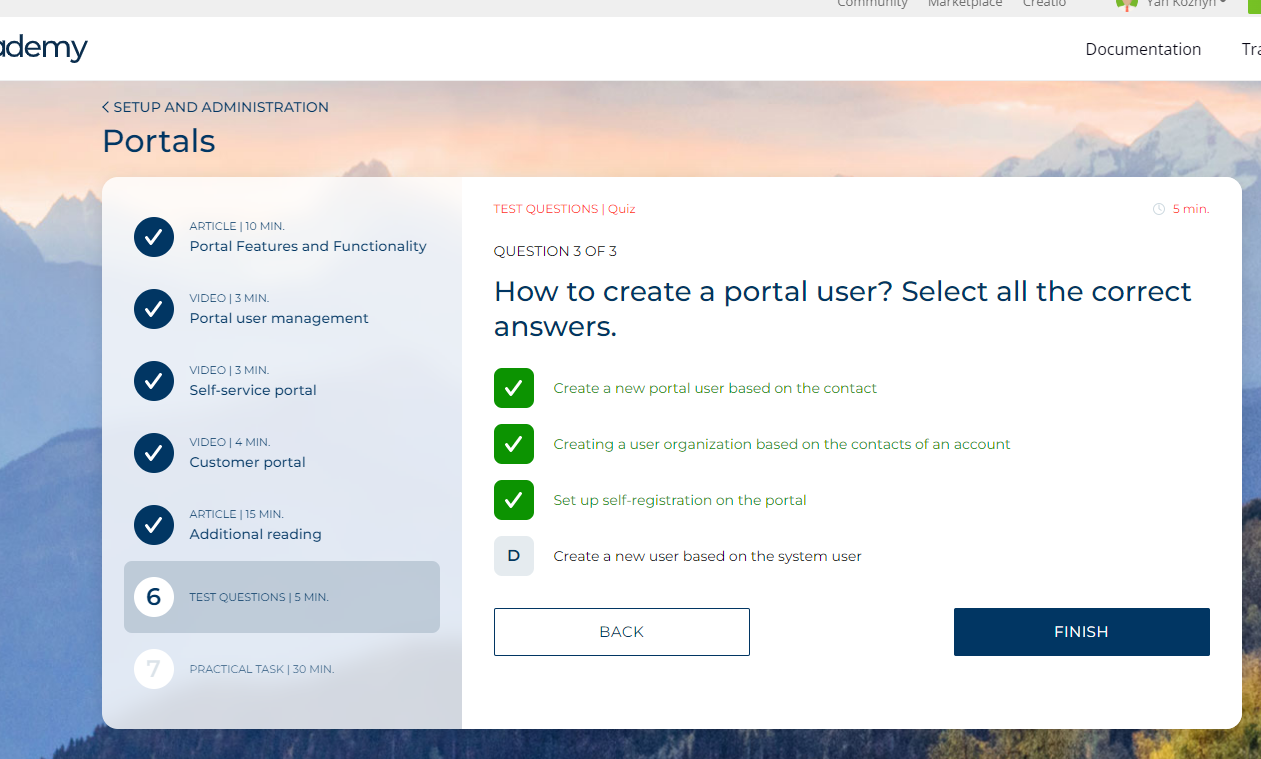 Community Marketplace Creatio Yan Kozhyn
ademy
Documentation Tra
SETUP AND ADMINISTRATION
Portals
ARTICLE | 10 MIN.
Portal Features and Functionality
VIDEO | 3 MIN.
Portal user management
VIDEO | 3 MIN.
Self-service portal
VIDEO | 4 MIN.
Customer portal
ARTICLE | 15 MIN.
Additional reading
6 TEST QUESTIONS | 5 MIN.
7 PRACTICAL TASK | 30 MIN.
TEST QUESTIONS | Quiz
5 min.
QUESTION 3 OF 3
How to create a portal user? Select all the correct
answers.
Create a new portal user based on the contact
Creating a user organization based on the contacts of an account
Set up self-registration on the portal
D Create a new user based on the system user
BACK
FINISH